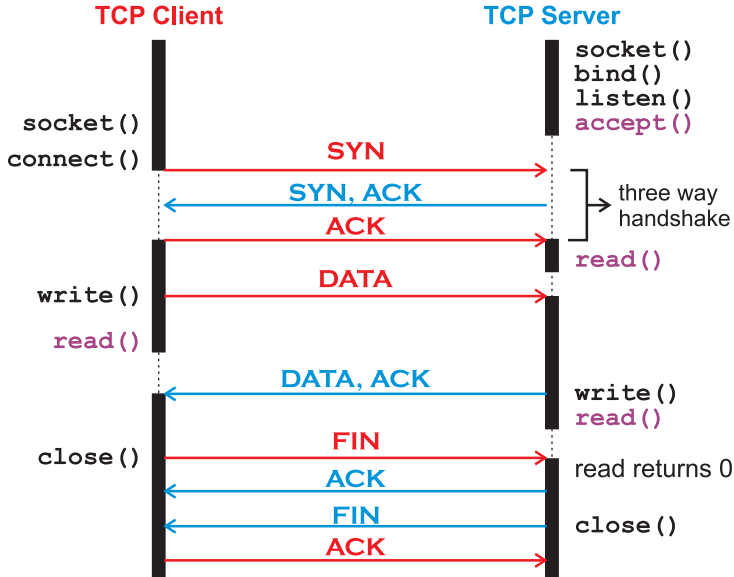 TCP Client
TCP Server
socket()
bind()
listen()
accept()
socket()
connect()
SYN
SYN, ACK
three way
handshake
ACK
read()
DATA
write()
read()
DATA, ACK
write()
read()
FIN
close()
read returns 0
ACK
FIN
close()
ACK